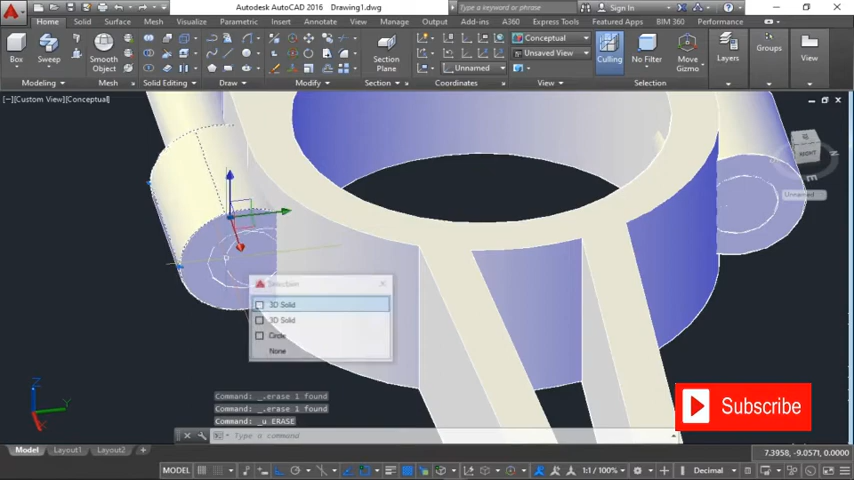 Autodesk AutoCAD 2016 Drawing1.dwg
Type a keyword or phrase
Sign In
Home Solid Surface Mesh Visualize Parametric Insert Annotate View Manage Output Add-ins A360 Express Tools Featured Apps BIM 360 Performance
Box
Sweep
Smooth Object
Section Plane
Conceptual
Unsaved View
Unnamed
Culling
No Filter
Move Gizmo
Layers
Groups
View
Modeling
Mesh
Solid Editing
Draw
Modify
Section
Coordinates
View
Selection
[−][Custom View][Conceptual]
RIGHT
N
E
Unnamed
Selection
3D Solid
3D Solid
Circle
None
Z
Y
X
Command: _.erase 1 found
Command: _.erase 1 found
Command: _u ERASE
Type a command
Subscribe
Model Layout1 Layout2 +
7.3958, -9.0571, 0.0000
MODEL
1:1 / 100%
Decimal